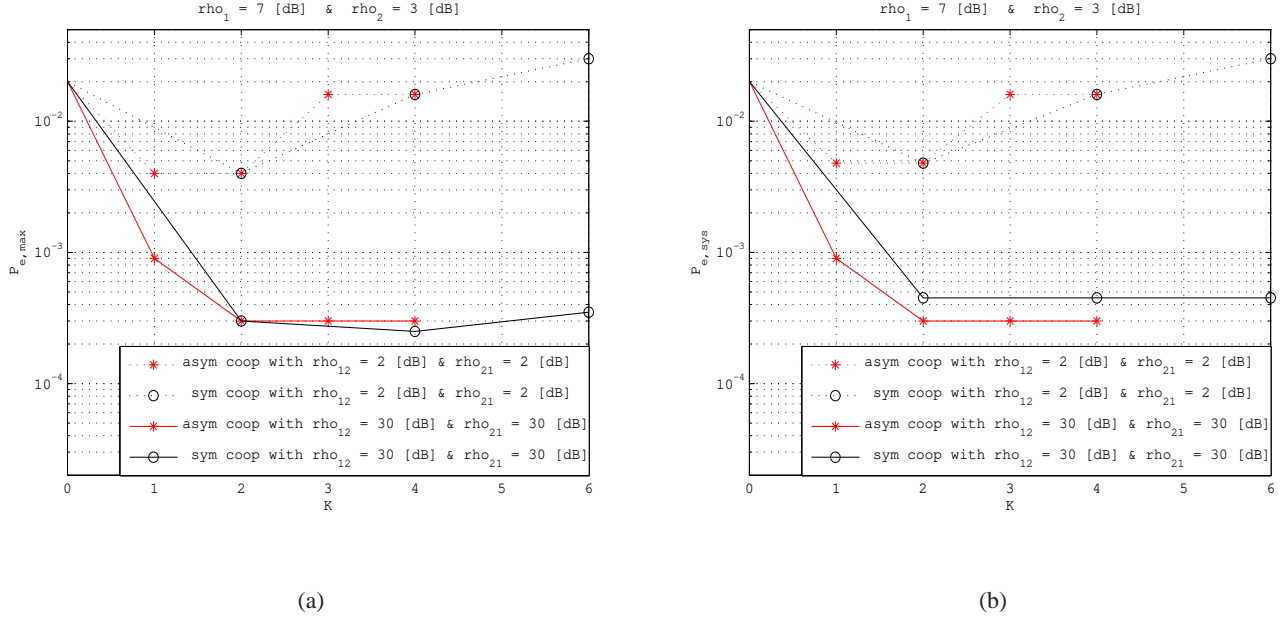 rho_1 = 7 [dB] & rho_2 = 3 [dB]
P_e,max
10^-2
10^-3
10^-4
asym coop with rho_12 = 2 [dB] & rho_21 = 2 [dB]
sym coop with rho_12 = 2 [dB] & rho_21 = 2 [dB]
asym coop with rho_12 = 30 [dB] & rho_21 = 30 [dB]
sym coop with rho_12 = 30 [dB] & rho_21 = 30 [dB]
0 1 2 3 4 5 6
K
(a)
rho_1 = 7 [dB] & rho_2 = 3 [dB]
P_e,sys
10^-2
10^-3
10^-4
asym coop with rho_12 = 2 [dB] & rho_21 = 2 [dB]
sym coop with rho_12 = 2 [dB] & rho_21 = 2 [dB]
asym coop with rho_12 = 30 [dB] & rho_21 = 30 [dB]
sym coop with rho_12 = 30 [dB] & rho_21 = 30 [dB]
0 1 2 3 4 5 6
K
(b)